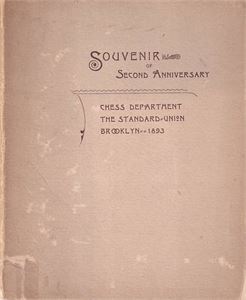 SOUVENIR
OF
SECOND ANNIVERSARY
CHESS DEPARTMENT
THE STANDARD-UNION
BROOKLYN--1893